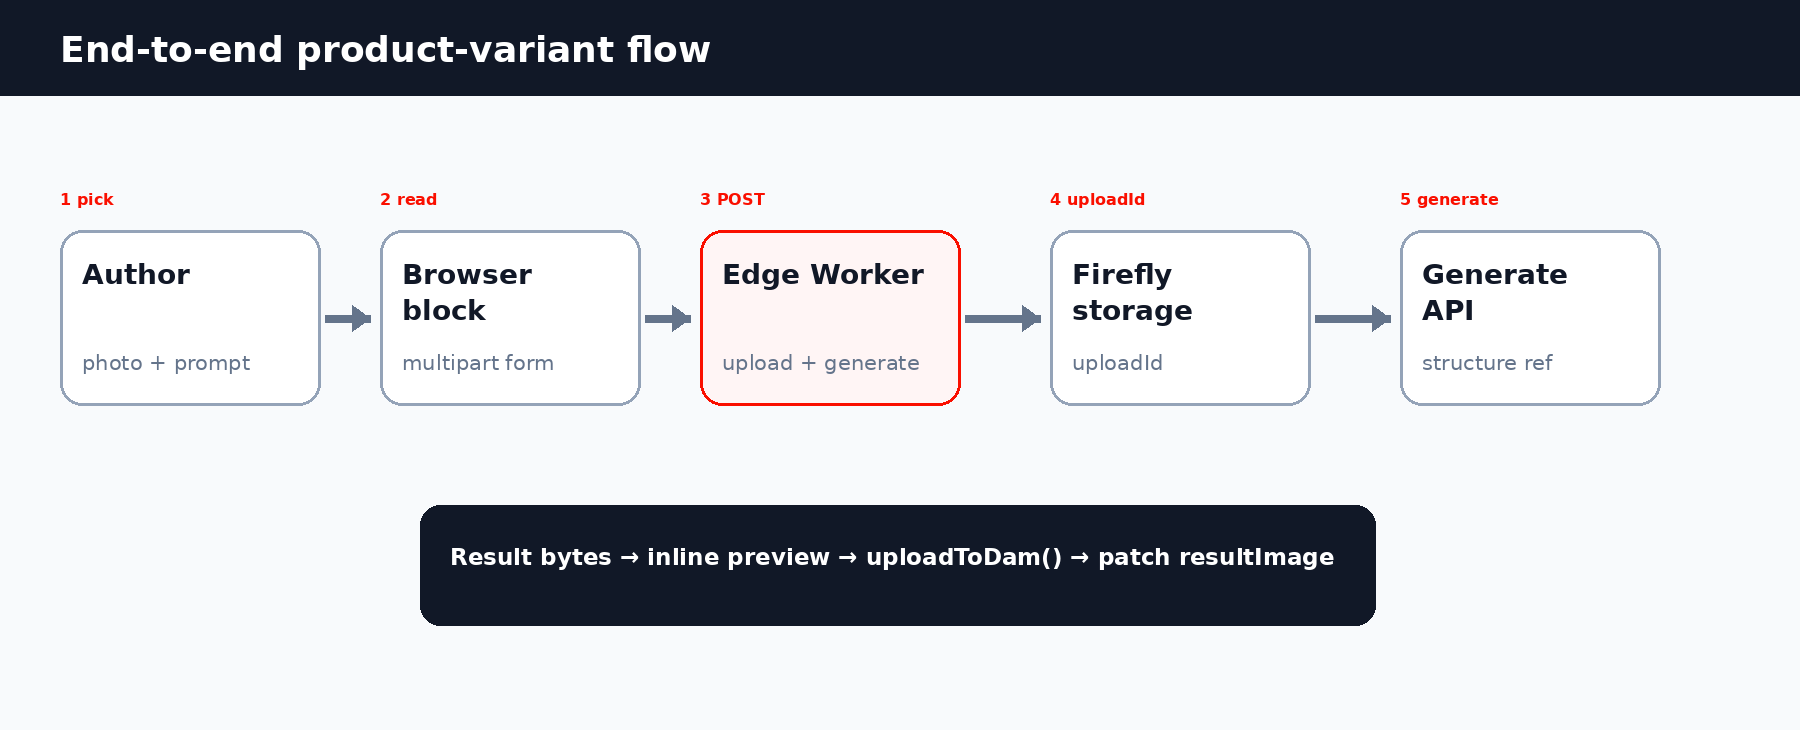 End-to-end product-variant flow
1 pick
2 read
3 POST
4 uploadId
5 generate
Author
photo + prompt
Browser
block
multipart form
Edge Worker
upload + generate
Firefly
storage
uploadId
Generate
API
structure ref
Result bytes → inline preview → uploadToDam() → patch resultImage